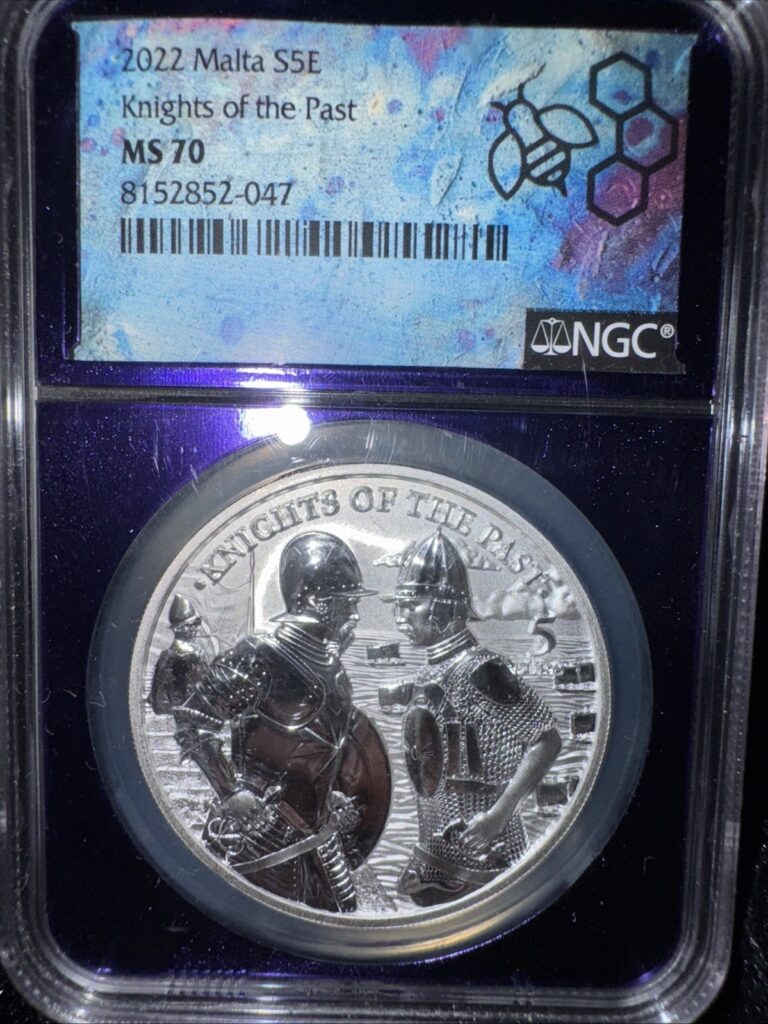 2022 Malta S5E
Knights of the Past
MS 70
8152852-047
NGC®
• KNIGHTS OF THE PAST •
5